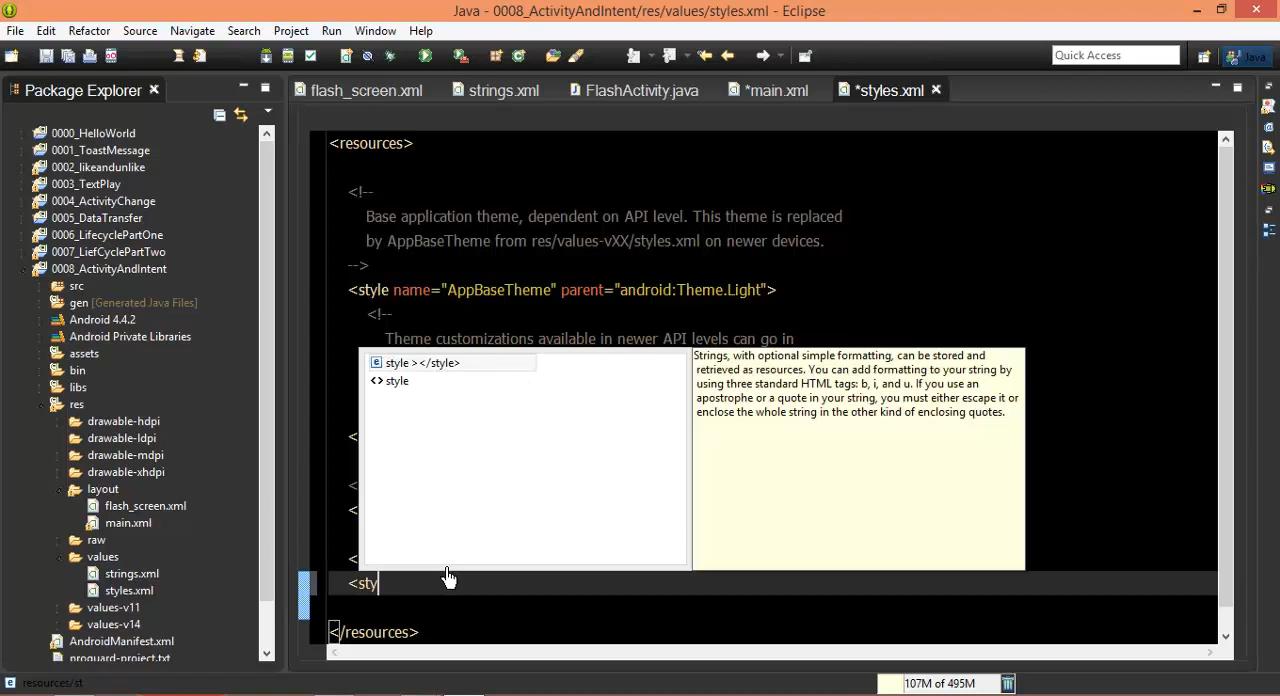 Java - 0008_ActivityAndIntent/res/values/styles.xml - Eclipse
File Edit Refactor Source Navigate Search Project Run Window Help
Quick Access
Java
Package Explorer
flash_screen.xml
strings.xml
FlashActivity.java
*main.xml
*styles.xml
0000_HelloWorld
0001_ToastMessage
0002_likeandunlike
0003_TextPlay
0004_ActivityChange
0005_DataTransfer
0006_LifecyclePartOne
0007_LiefCyclePartTwo
0008_ActivityAndIntent
src
gen [Generated Java Files]
Android 4.4.2
Android Private Libraries
assets
bin
libs
res
drawable-hdpi
drawable-ldpi
drawable-mdpi
drawable-xhdpi
layout
flash_screen.xml
main.xml
raw
values
strings.xml
styles.xml
values-v11
values-v14
AndroidManifest.xml
proguard-project.txt
<resources>
<!--
Base application theme, dependent on API level. This theme is replaced
by AppBaseTheme from res/values-vXX/styles.xml on newer devices.
-->
<style name="AppBaseTheme" parent="android:Theme.Light">
<!--
Theme customizations available in newer API levels can go in
style ></style>
style
Strings, with optional simple formatting, can be stored and
retrieved as resources. You can add formatting to your string by
using three standard HTML tags: b, i, and u. If you use an
apostrophe or a quote in your string, you must either escape it or
enclose the whole string in the other kind of enclosing quotes.
<
<
<
<
<sty
</resources>
resources/st
107M of 495M